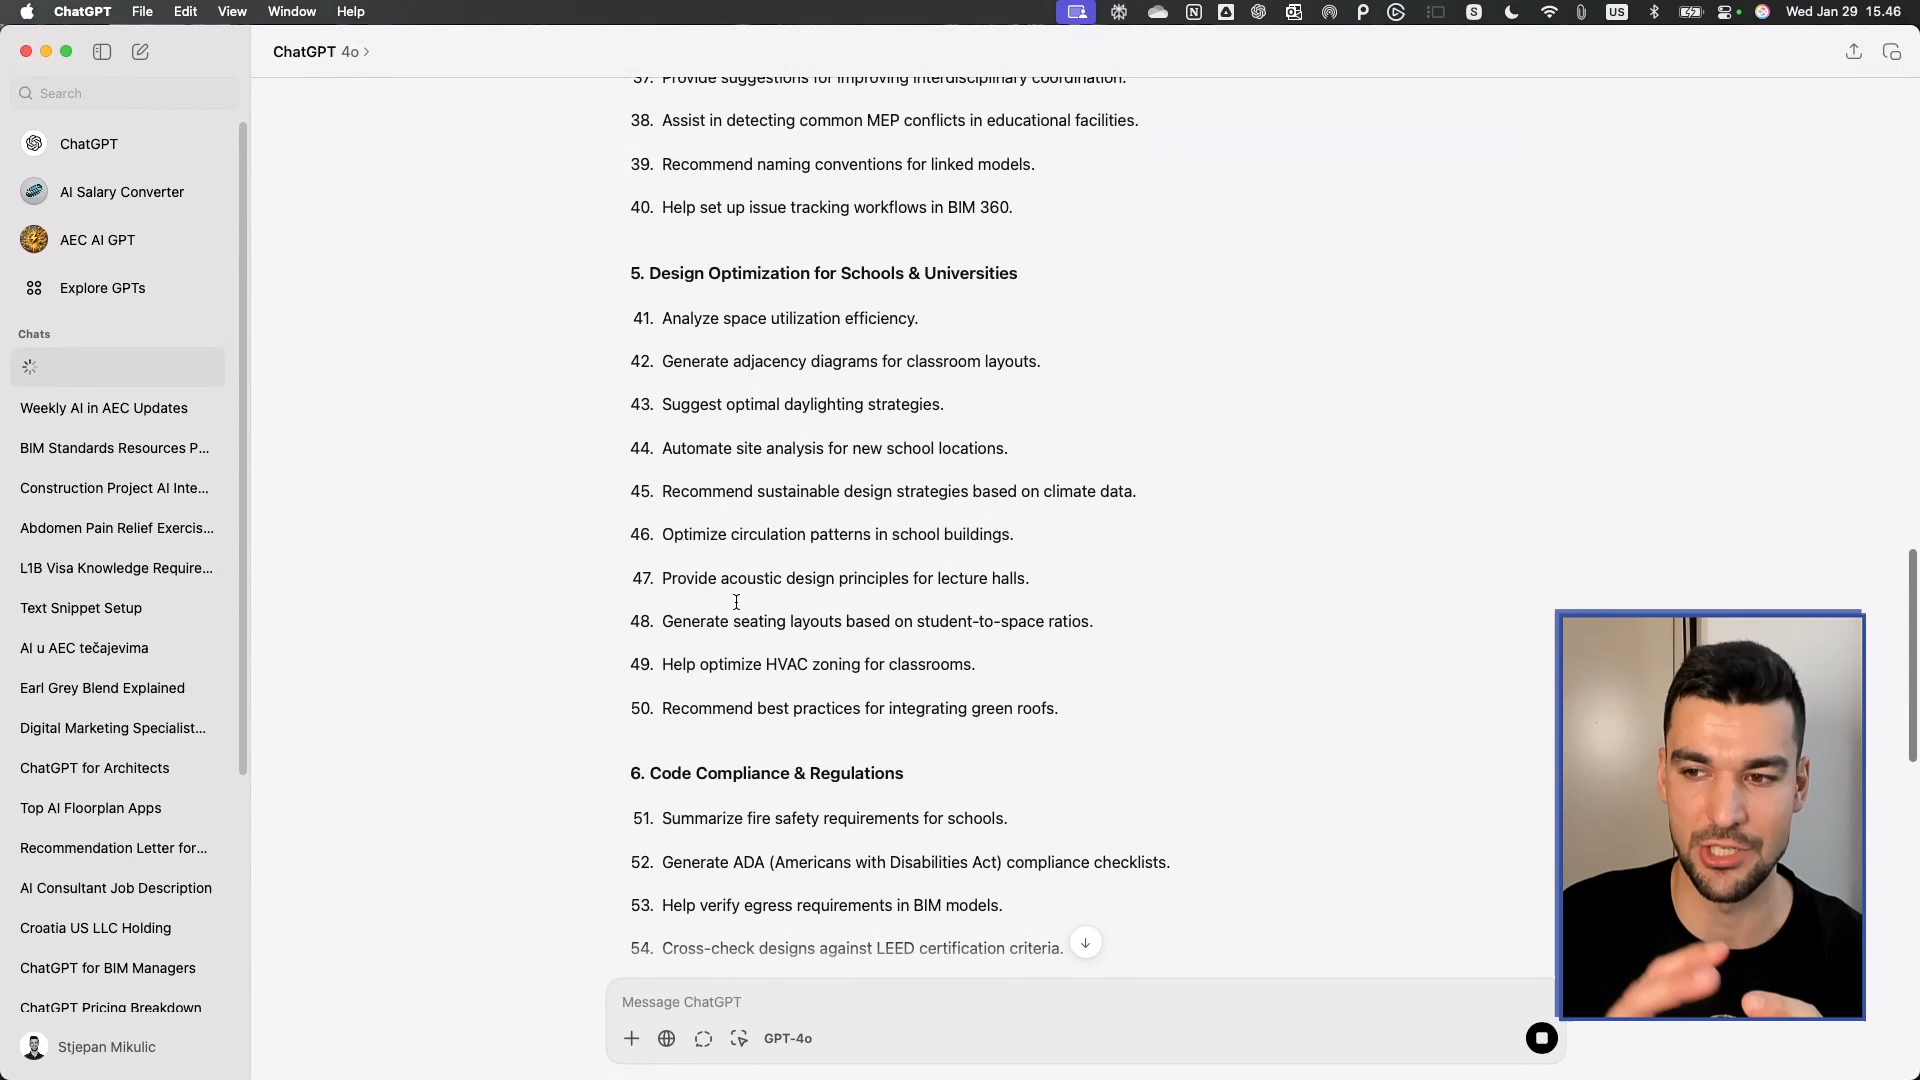 ChatGPT File Edit View Window Help
US
Wed Jan 29 15.46
ChatGPT 4o >
Search
ChatGPT
AI Salary Converter
AEC AI GPT
Explore GPTs
Chats
Weekly AI in AEC Updates
BIM Standards Resources P...
Construction Project AI Inte...
Abdomen Pain Relief Exercis...
L1B Visa Knowledge Require...
Text Snippet Setup
AI u AEC tečajevima
Earl Grey Blend Explained
Digital Marketing Specialist...
ChatGPT for Architects
Top AI Floorplan Apps
Recommendation Letter for...
AI Consultant Job Description
Croatia US LLC Holding
ChatGPT for BIM Managers
ChatGPT Pricing Breakdown
Stjepan Mikulic
37. Provide suggestions for improving interdisciplinary coordination.
38. Assist in detecting common MEP conflicts in educational facilities.
39. Recommend naming conventions for linked models.
40. Help set up issue tracking workflows in BIM 360.
5. Design Optimization for Schools & Universities
41. Analyze space utilization efficiency.
42. Generate adjacency diagrams for classroom layouts.
43. Suggest optimal daylighting strategies.
44. Automate site analysis for new school locations.
45. Recommend sustainable design strategies based on climate data.
46. Optimize circulation patterns in school buildings.
47. Provide acoustic design principles for lecture halls.
48. Generate seating layouts based on student-to-space ratios.
49. Help optimize HVAC zoning for classrooms.
50. Recommend best practices for integrating green roofs.
6. Code Compliance & Regulations
51. Summarize fire safety requirements for schools.
52. Generate ADA (Americans with Disabilities Act) compliance checklists.
53. Help verify egress requirements in BIM models.
54. Cross-check designs against LEED certification criteria.
Message ChatGPT
GPT-4o